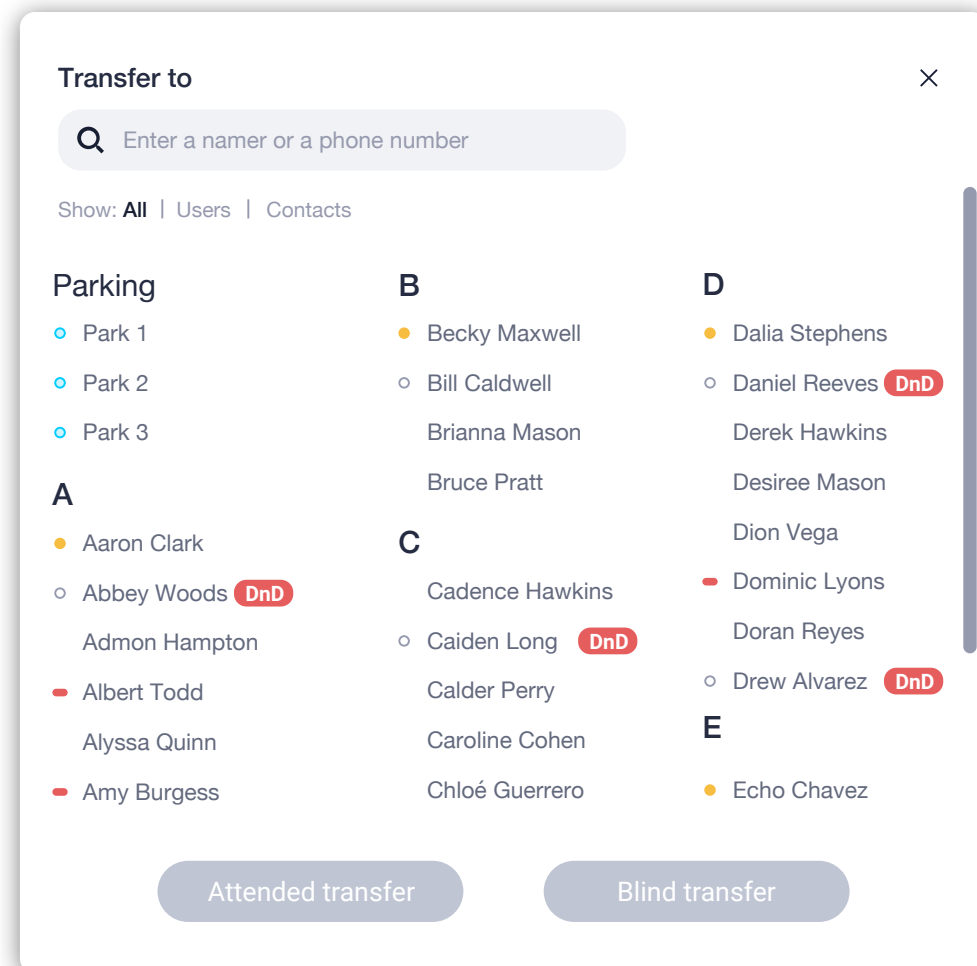 Transfer to
Enter a namer or a phone number
Show: All | Users | Contacts
Parking
Park 1
Park 2
Park 3
A
Aaron Clark
Abbey Woods DnD
Admon Hampton
Albert Todd
Alyssa Quinn
Amy Burgess
B
Becky Maxwell
Bill Caldwell
Brianna Mason
Bruce Pratt
C
Cadence Hawkins
Caiden Long DnD
Calder Perry
Caroline Cohen
Chloé Guerrero
D
Dalia Stephens
Daniel Reeves DnD
Derek Hawkins
Desiree Mason
Dion Vega
Dominic Lyons
Doran Reyes
Drew Alvarez DnD
E
Echo Chavez
Attended transfer
Blind transfer